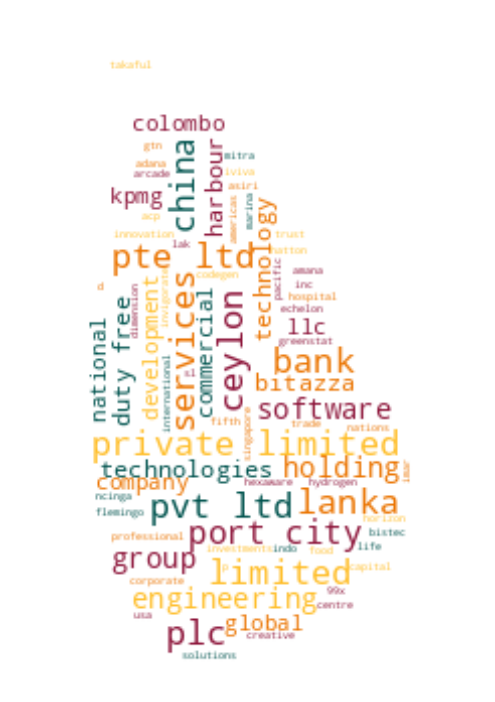 takaful
colombo
gtn
mitra
china
harbour
adana
arcade
iviva
asiri
kpmg
americas
marina
technology
acp
innovation
lak
trust
hatton
pte ltd
codegen
pacific
amana
inc
hospital
echelon
llc
greenstat
d
dimension
invigorate
national
duty free
development
international
services
sl
commercial
ceylon
bank
bitazza
software
fifth
singapore
trade
nations
private limited
technologies
holding
imar
company
hexaware
hydrogen
ncinga
flemingo
pvt ltd
lanka
horizon
professional
port city
bistec
life
group
investments
indo
food
p
limited
capital
corporate
engineering
99x
centre
usa
plc
global
creative
solutions